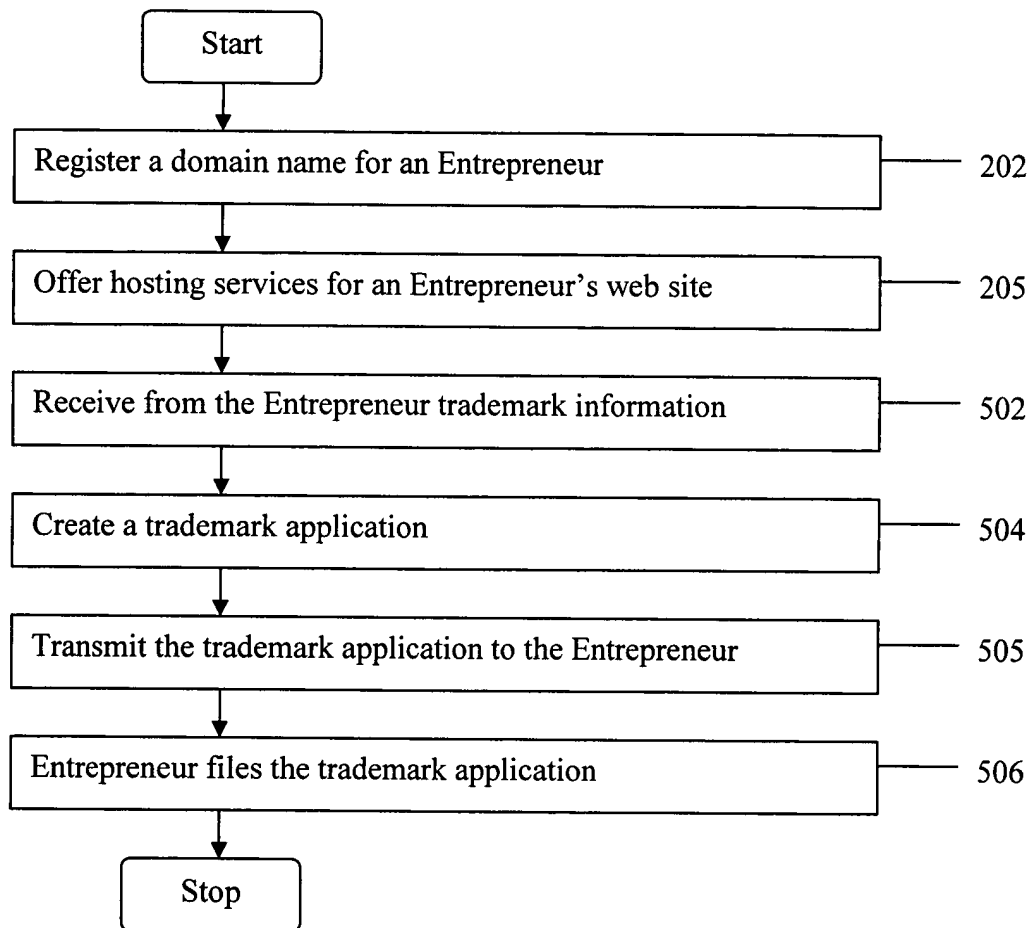 Start
Register a domain name for an Entrepreneur
202
Offer hosting services for an Entrepreneur's web site
205
Receive from the Entrepreneur trademark information
502
Create a trademark application
504
Transmit the trademark application to the Entrepreneur
505
Entrepreneur files the trademark application
506
Stop